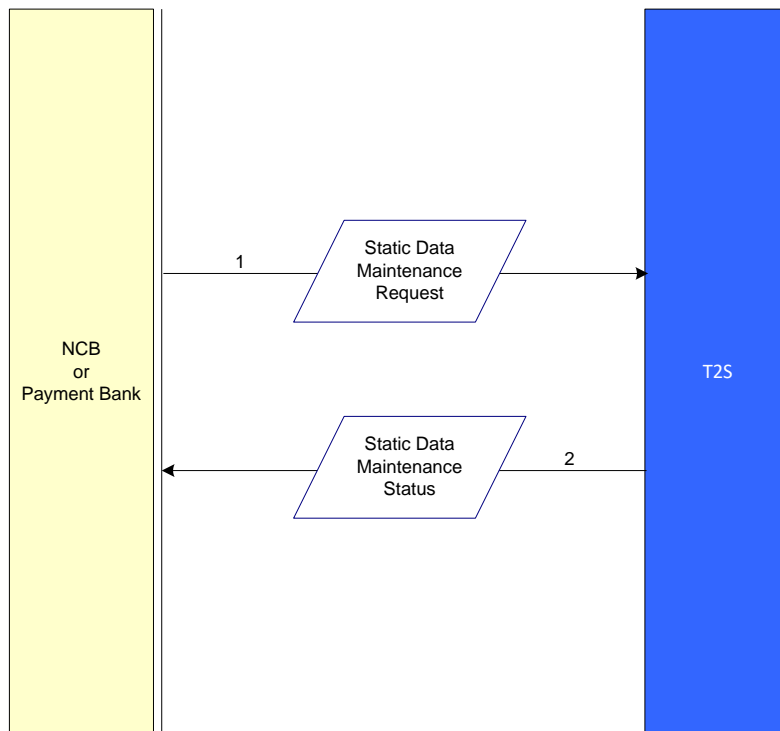 1
Static Data
Maintenance
Request
NCB
or
Payment Bank
T2S
Static Data
Maintenance
Status
2